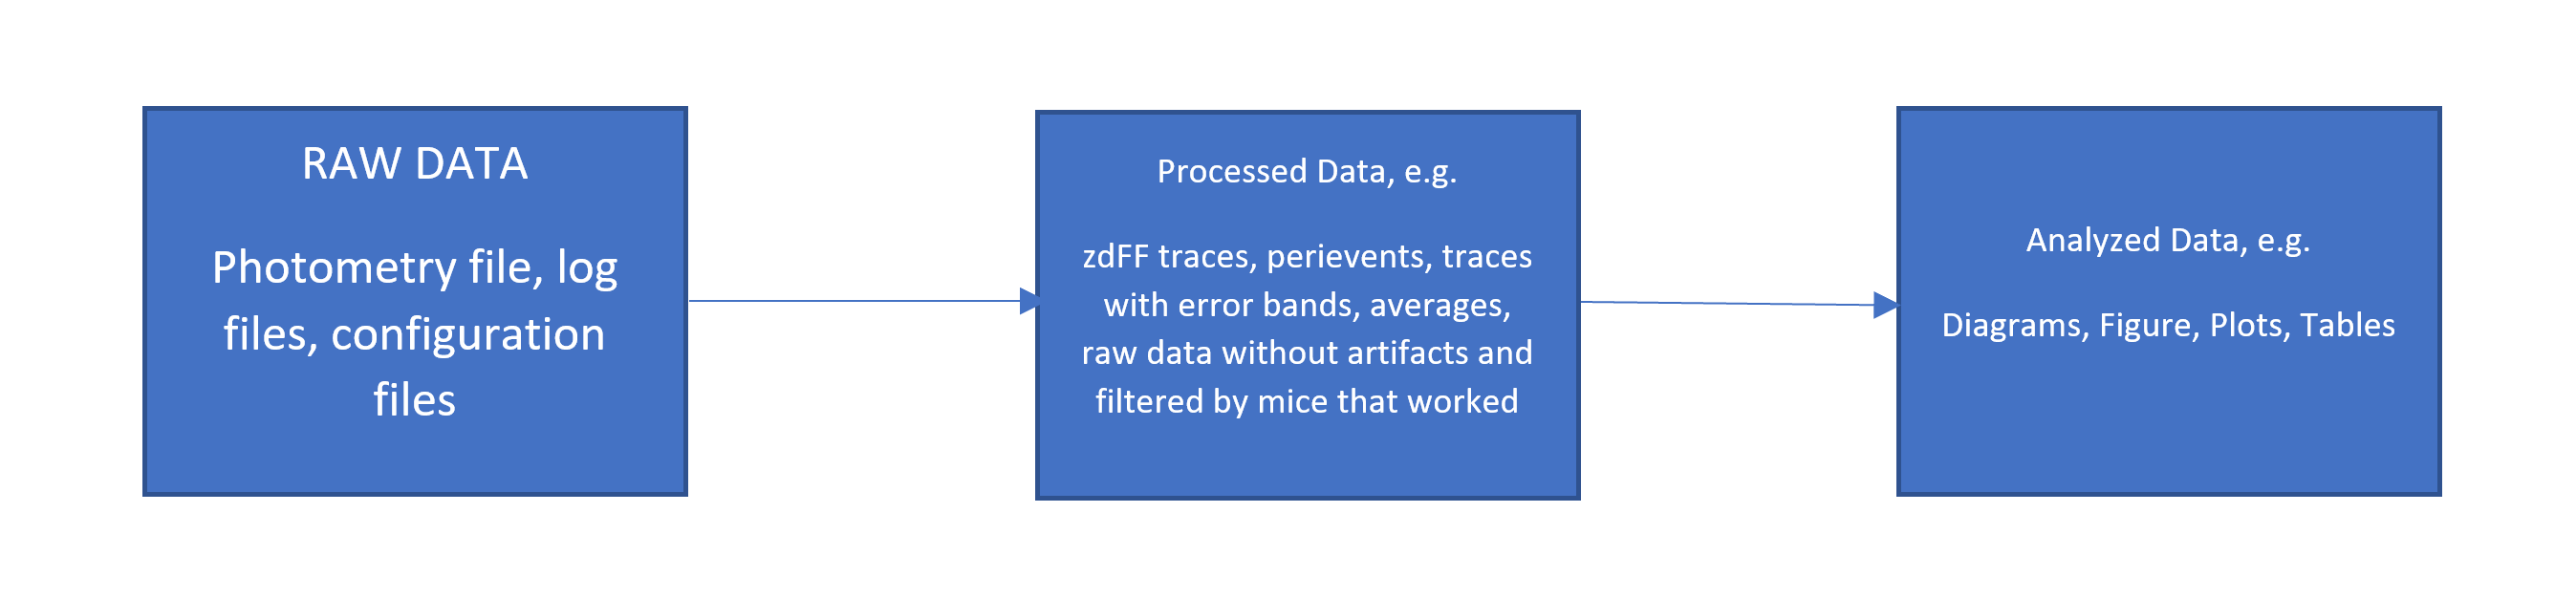 RAW DATA
Photometry file, log
files, configuration
files
Processed Data, e.g.
zdFF traces, perievents, traces
with error bands, averages,
raw data without artifacts and
filtered by mice that worked
Analyzed Data, e.g.
Diagrams, Figure, Plots, Tables